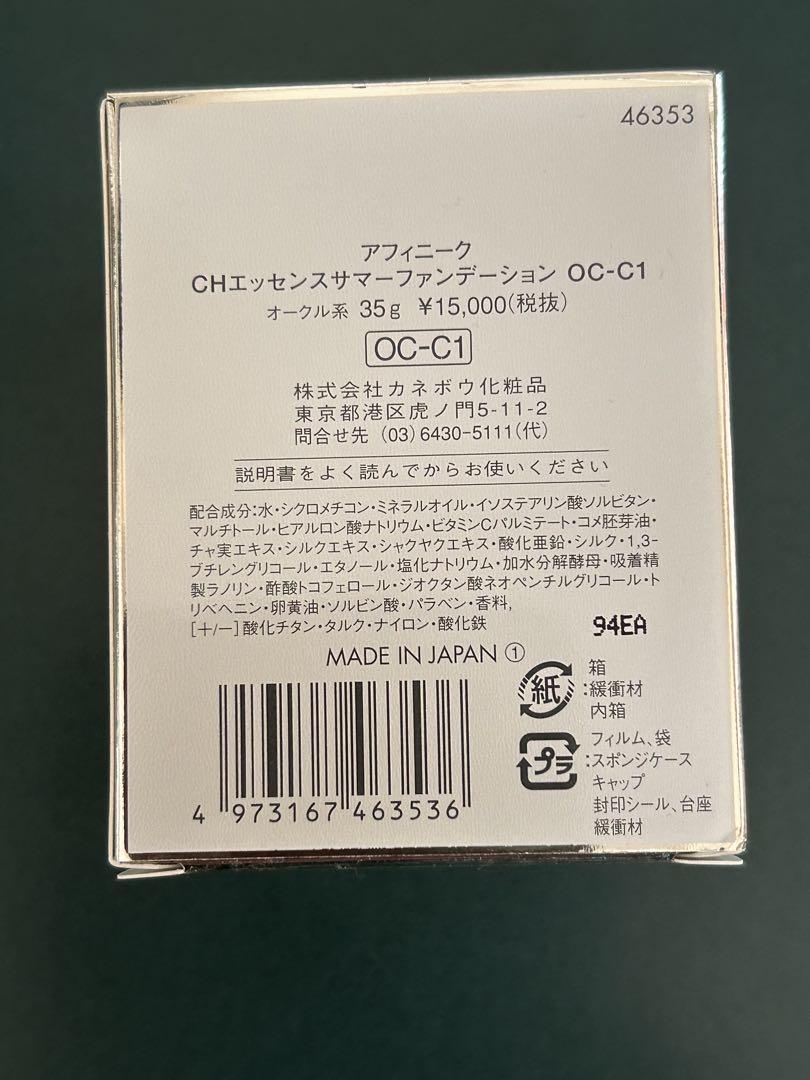 46353
アフィニーク
CHエッセンスサマーファンデーション OC-C1
オークル系 35g ¥15,000(税抜)
OC-C1
株式会社カネボウ化粧品
東京都港区虎ノ門5-11-2
問合せ先 (03)6430-5111(代)
説明書をよく読んでからお使いください
配合成分:水・シクロメチコン・ミネラルオイル・イソステアリン酸ソルビタン・
マルチトール・ヒアルロン酸ナトリウム・ビタミンCパルミテート・コメ胚芽油・
チャ実エキス・シルクエキス・シャクヤクエキス・酸化亜鉛・シルク・1,3-
ブチレングリコール・エタノール・塩化ナトリウム・加水分解酵母・吸着精
製ラノリン・酢酸トコフェロール・ジオクタン酸ネオペンチルグリコール・ト
リベヘニン・卵黄油・ソルビン酸・パラベン・香料,
[+/-]酸化チタン・タルク・ナイロン・酸化鉄
94EA
MADE IN JAPAN ①
紙
箱
:緩衝材
内箱
プラ
フィルム、袋
:スポンジケース
キャップ
封印シール、台座
緩衝材
4 973167 463536